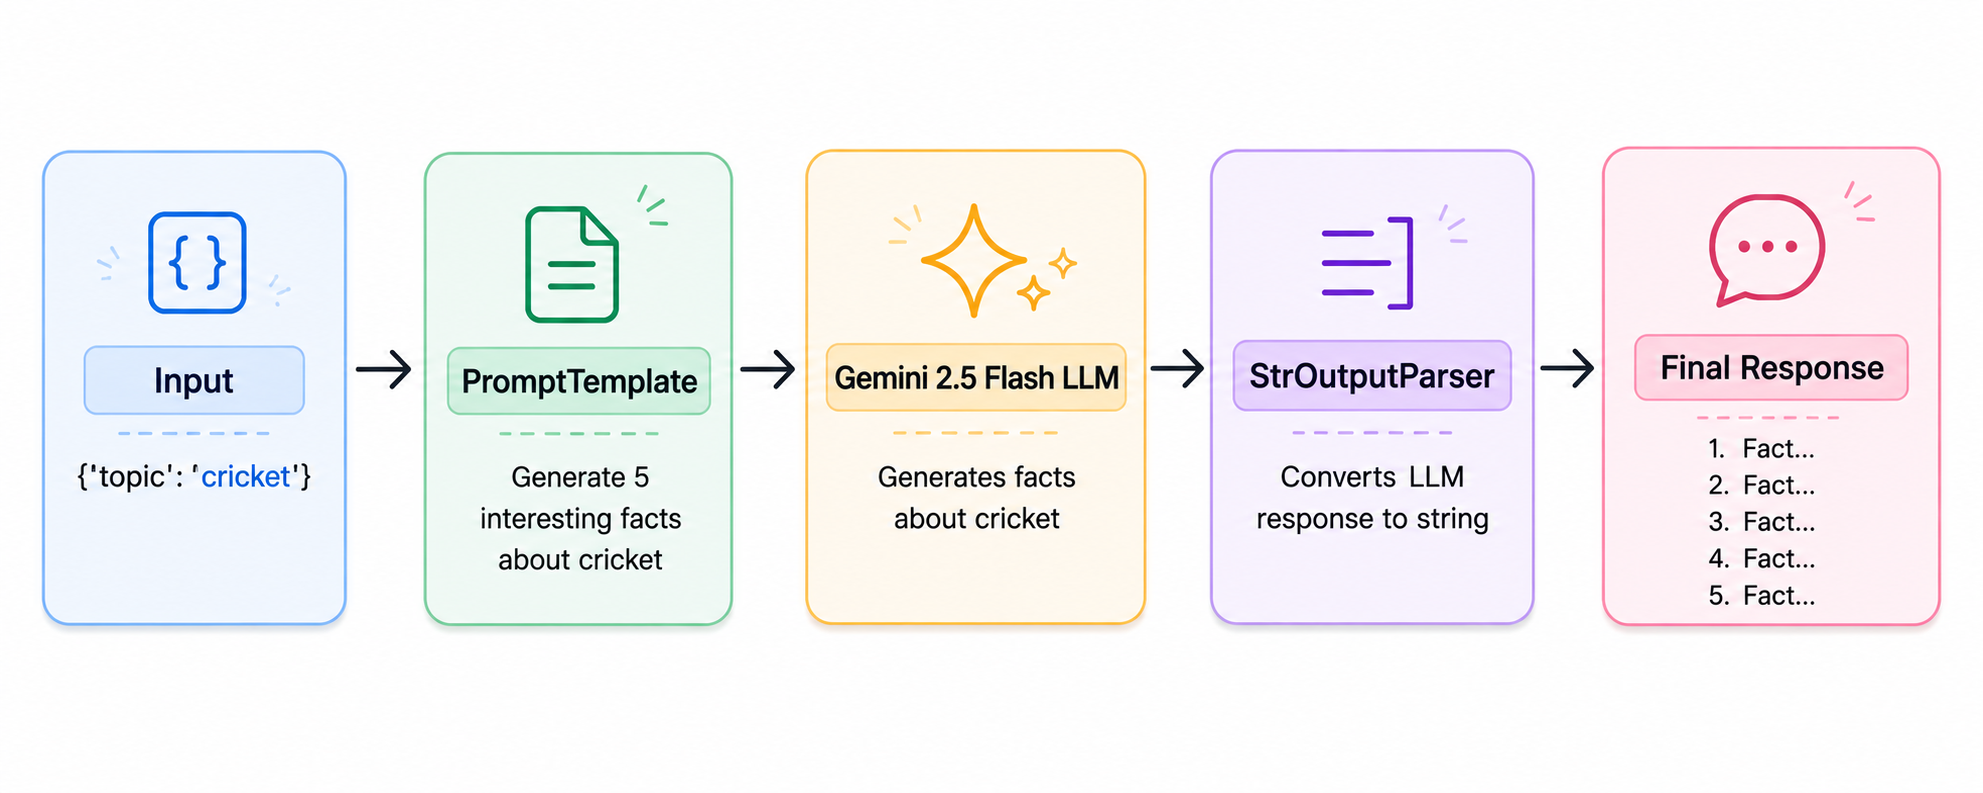 Input
{'topic': 'cricket'}
PromptTemplate
Generate 5
interesting facts
about cricket
Gemini 2.5 Flash LLM
Generates facts
about cricket
StrOutputParser
Converts LLM
response to string
Final Response
1. Fact...
2. Fact...
3. Fact...
4. Fact...
5. Fact...